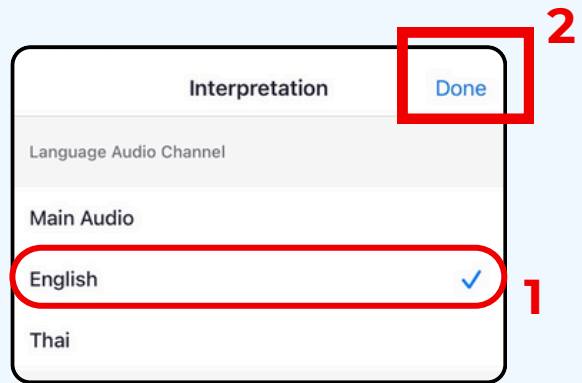 2
Interpretation Done
Language Audio Channel
Main Audio
English
1
Thai